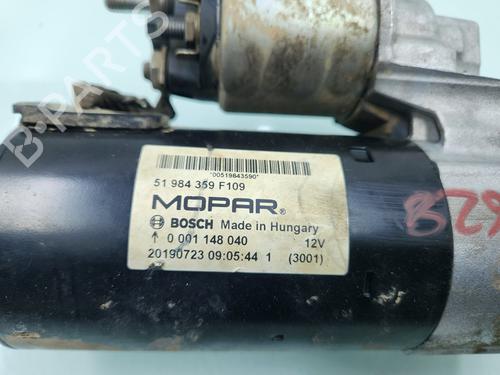 B-PARTS
*00519843590*
51 984 359 F109
MOPAR®
BOSCH Made in Hungary
↑ 0 001 148 040 12V
20190723 09:05:44 1 (3001)